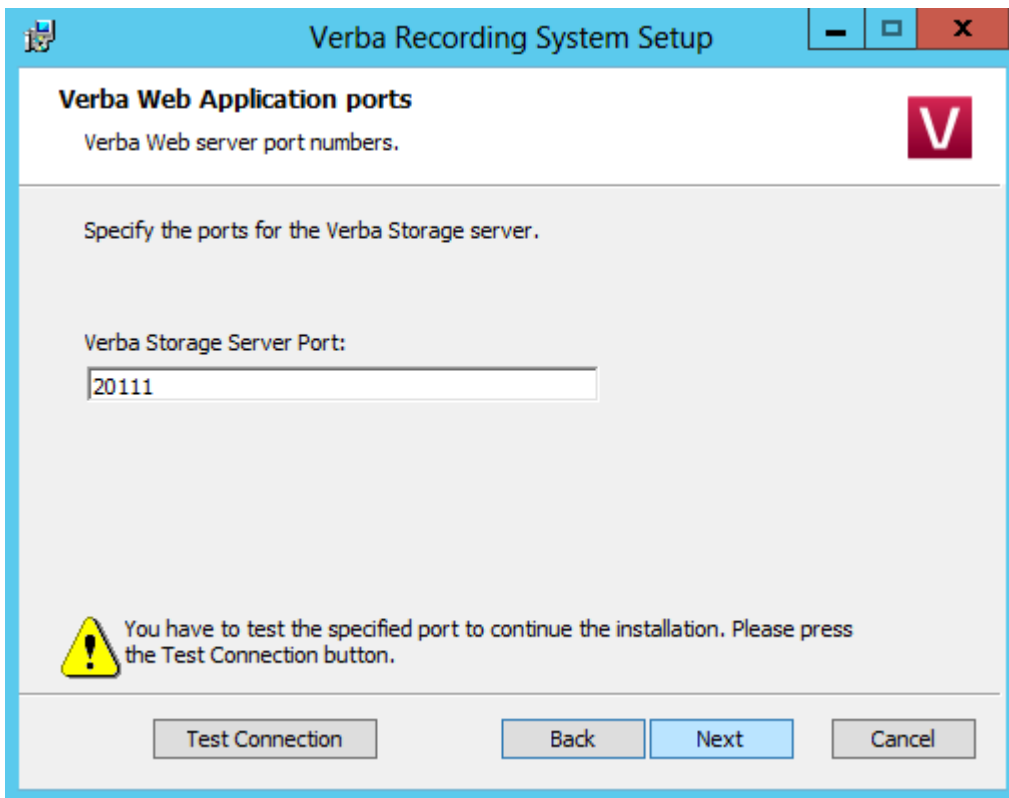 Verba Recording System Setup
Verba Web Application ports
Verba Web server port numbers.
V
Specify the ports for the Verba Storage server.
Verba Storage Server Port:
20111
You have to test the specified port to continue the installation. Please press
the Test Connection button.
Test Connection Back Next Cancel